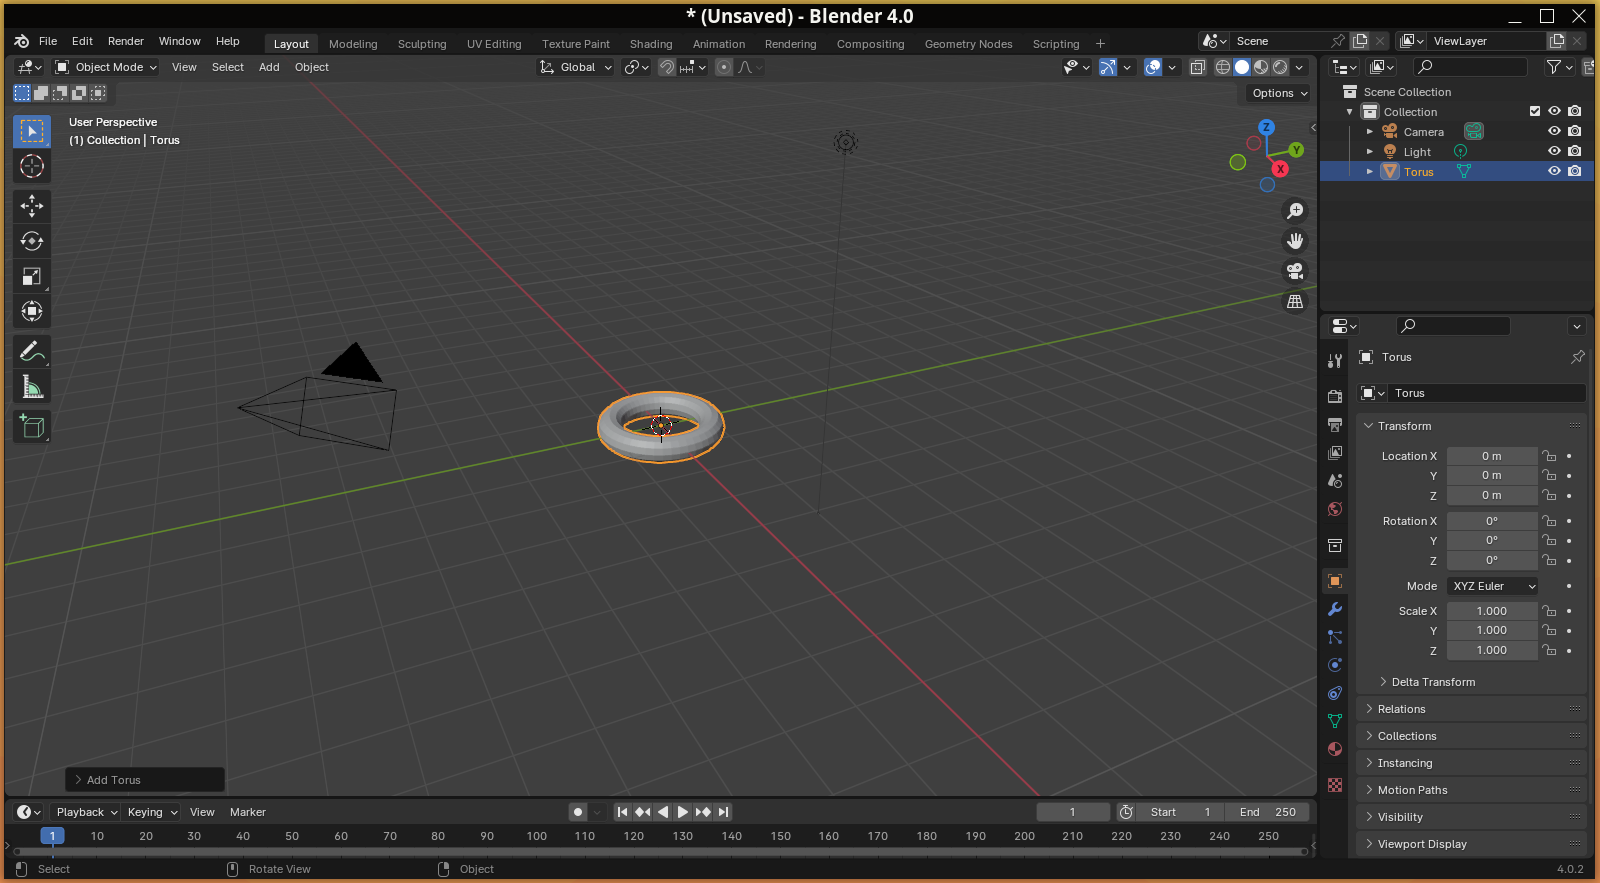 * (Unsaved) - Blender 4.0
File Edit Render Window Help Layout Modeling Sculpting UV Editing Texture Paint Shading Animation Rendering Compositing Geometry Nodes Scripting + Scene ViewLayer
Object Mode View Select Add Object Global
Options
User Perspective
(1) Collection | Torus
Z
Y
X
Scene Collection
Collection
Camera
Light
Torus
Torus
Torus
Transform
Location X 0 m
Y 0 m
Z 0 m
Rotation X 0°
Y 0°
Z 0°
Mode XYZ Euler
Scale X 1.000
Y 1.000
Z 1.000
Delta Transform
Relations
Collections
Instancing
Motion Paths
Visibility
Viewport Display
Add Torus
Playback Keying View Marker 1 Start 1 End 250
1 10 20 30 40 50 60 70 80 90 100 110 120 130 140 150 160 170 180 190 200 210 220 230 240 250
Select Rotate View Object 4.0.2